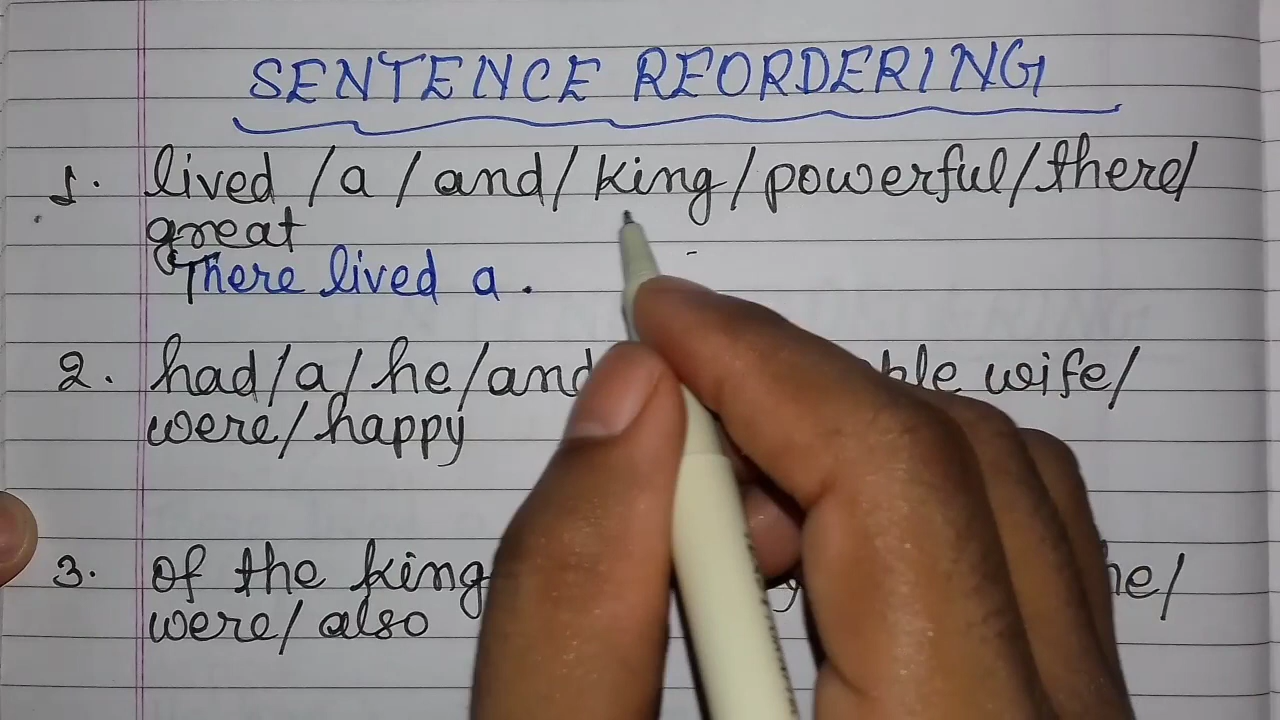 SENTENCE REORDERING
1. lived / a / and / king / powerful / there /
great
There lived a .
2. had / a / he / and wife /
were / happy
3. of the king
were / also